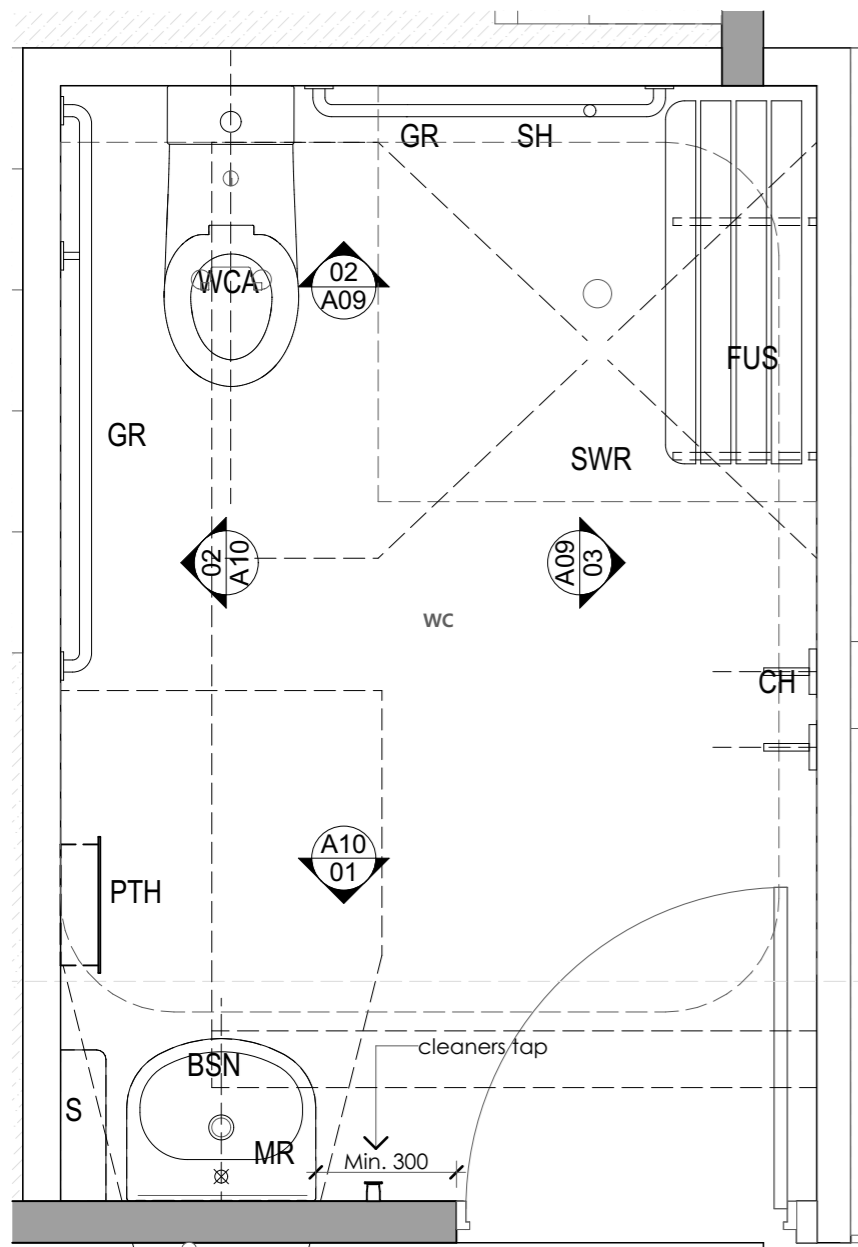 GR
SH
WCA
02
A09
FUS
GR
SWR
02
A10
A09
03
WC
CH
A10
01
PTH
cleaners tap
BSN
S
MR
Min. 300